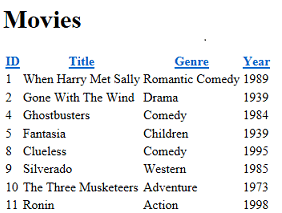 Movies
ID Title Genre Year
1 When Harry Met Sally Romantic Comedy 1989
2 Gone With The Wind Drama 1939
4 Ghostbusters Comedy 1984
5 Fantasia Children 1939
8 Clueless Comedy 1995
9 Silverado Western 1985
10 The Three Musketeers Adventure 1973
11 Ronin Action 1998